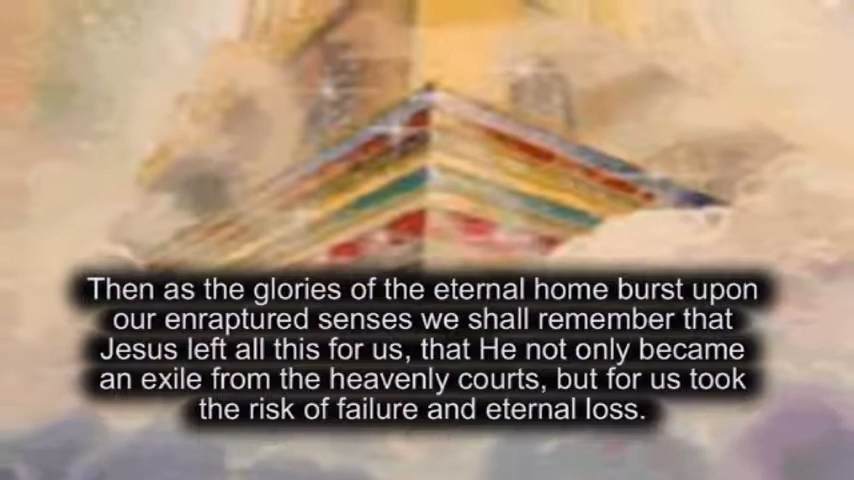 Then as the glories of the eternal home burst upon
our enraptured senses we shall remember that
Jesus left all this for us, that He not only became
an exile from the heavenly courts, but for us took
the risk of failure and eternal loss.